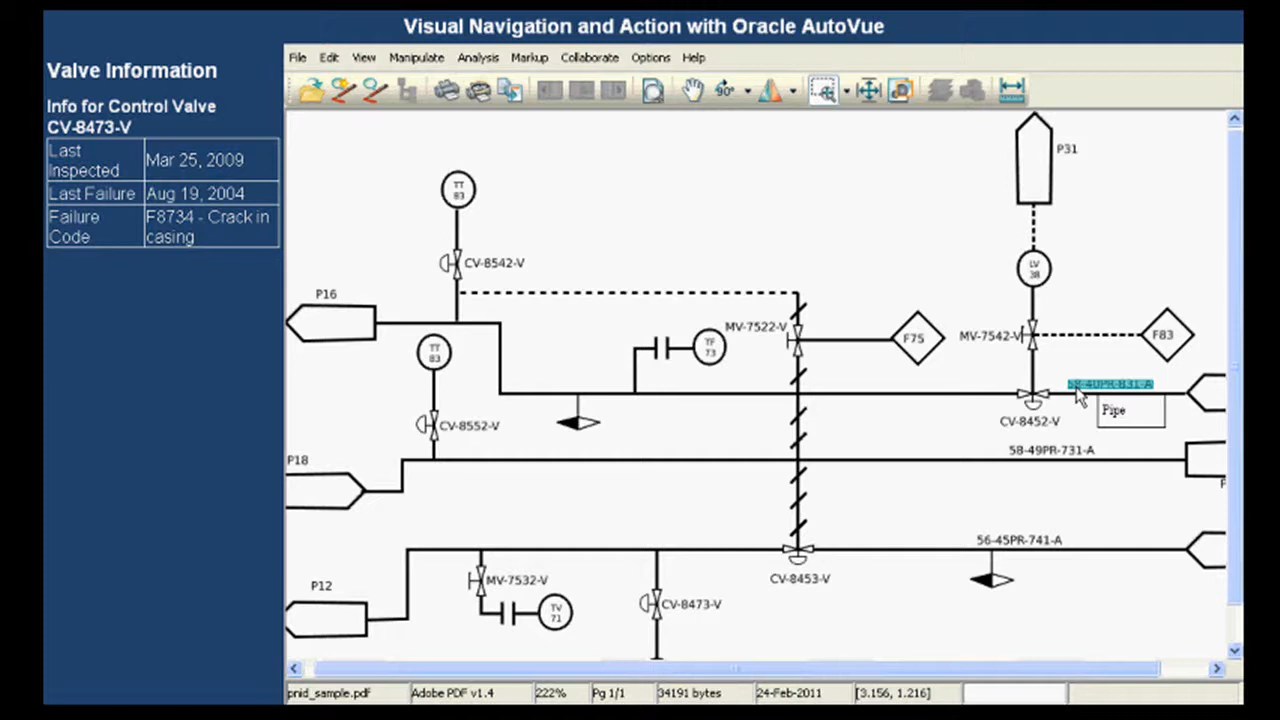 Visual Navigation and Action with Oracle AutoVue
Valve Information
Info for Control Valve
CV-8473-V
Last Inspected Mar 25, 2009
Last Failure Aug 19, 2004
Failure Code F8734 - Crack in casing
File Edit View Manipulate Analysis Markup Collaborate Options Help
90°
P31
TT
83
CV-8542-V
LV
38
P16
MV-7522-V
F75
MV-7542-V
F83
TT
83
TF
73
58-40PR-831-A
Pipe
CV-8452-V
CV-8552-V
58-49PR-731-A
P18
56-45PR-741-A
P12
MV-7532-V
CV-8453-V
TV
71
CV-8473-V
pnid_sample.pdf Adobe PDF v1.4 222% Pg 1/1 34191 bytes 24-Feb-2011 [3.156, 1.216]